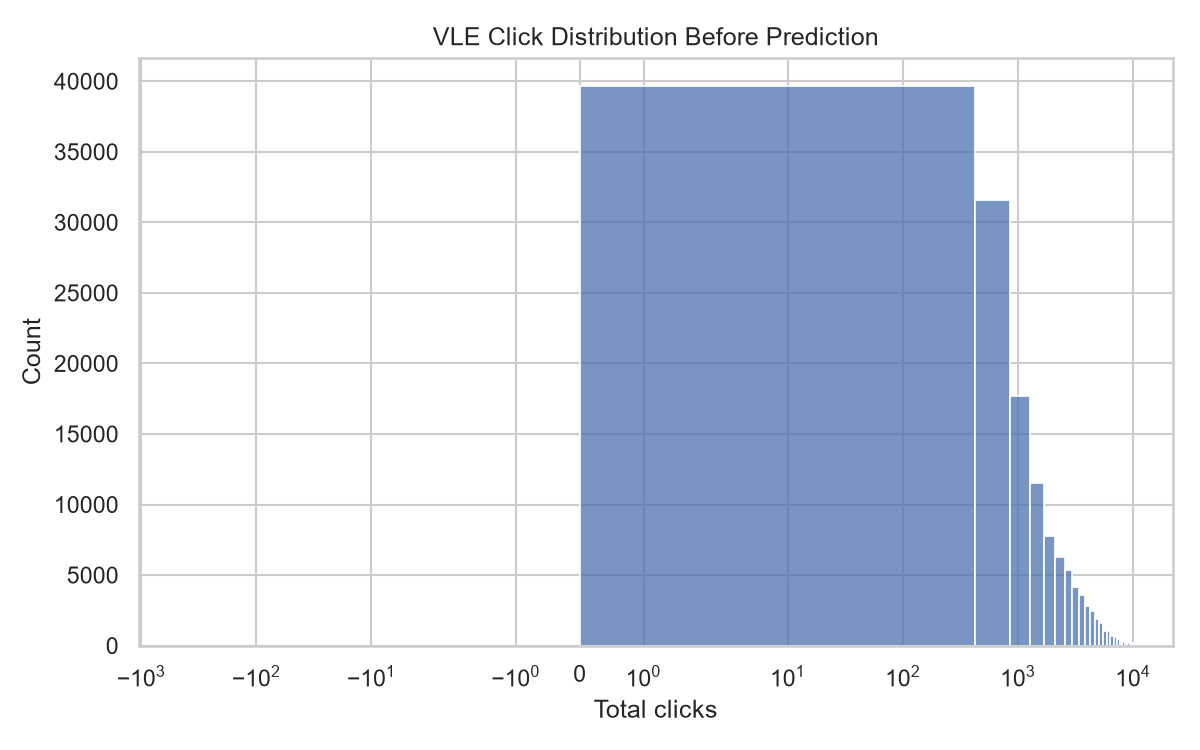 VLE Click Distribution Before Prediction
40000
35000
30000
25000
20000
15000
10000
5000
0
Count
−10³ −10² −10¹ −10⁰ 0 10⁰ 10¹ 10² 10³ 10⁴
Total clicks